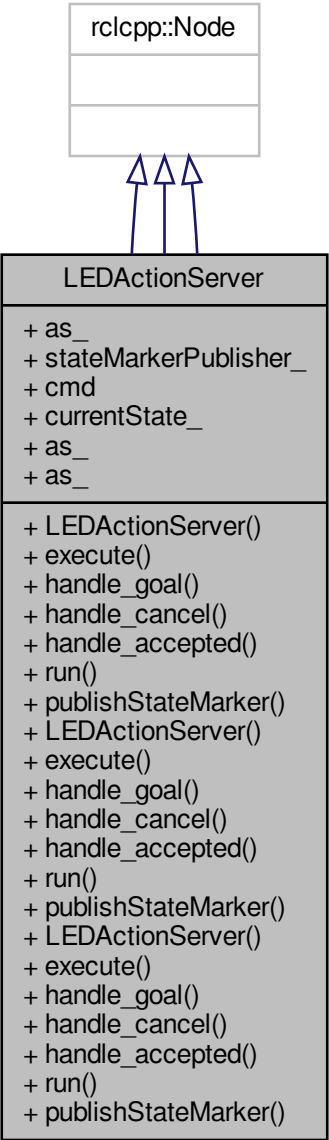 rclcpp::Node
LEDActionServer
+ as_
+ stateMarkerPublisher_
+ cmd
+ currentState_
+ as_
+ as_
+ LEDActionServer()
+ execute()
+ handle_goal()
+ handle_cancel()
+ handle_accepted()
+ run()
+ publishStateMarker()
+ LEDActionServer()
+ execute()
+ handle_goal()
+ handle_cancel()
+ handle_accepted()
+ run()
+ publishStateMarker()
+ LEDActionServer()
+ execute()
+ handle_goal()
+ handle_cancel()
+ handle_accepted()
+ run()
+ publishStateMarker()